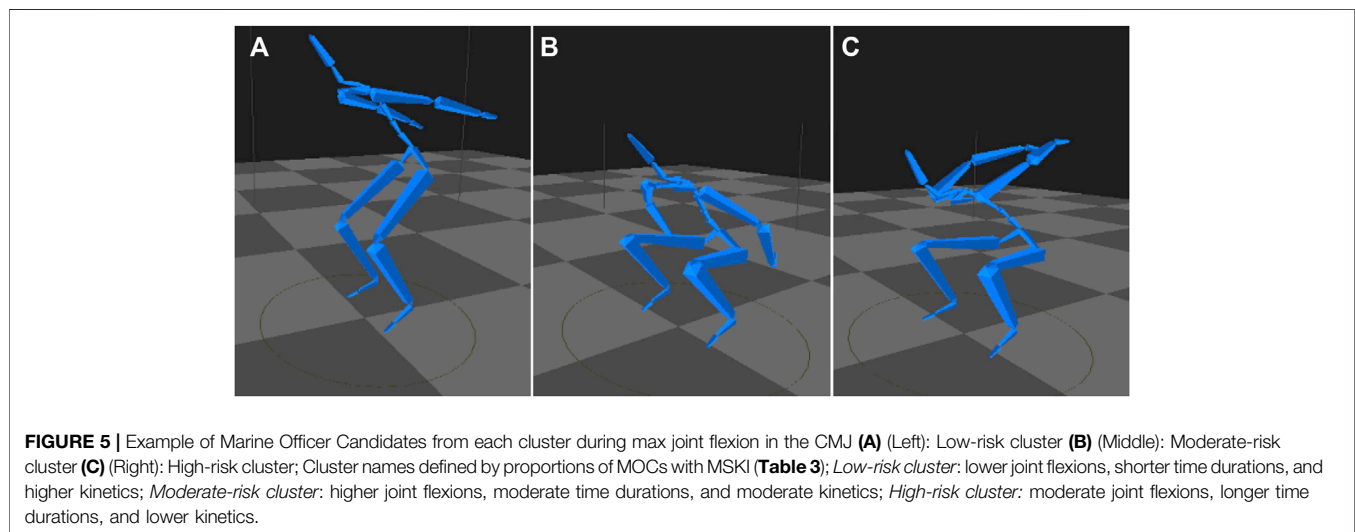 A
B
C
FIGURE 5 | Example of Marine Officer Candidates from each cluster during max joint flexion in the CMJ (A) (Left): Low-risk cluster (B) (Middle): Moderate-risk
cluster (C) (Right): High-risk cluster; Cluster names defined by proportions of MOCs with MSKI (Table 3); Low-risk cluster: lower joint flexions, shorter time durations, and
higher kinetics; Moderate-risk cluster: higher joint flexions, moderate time durations, and moderate kinetics; High-risk cluster: moderate joint flexions, longer time
durations, and lower kinetics.